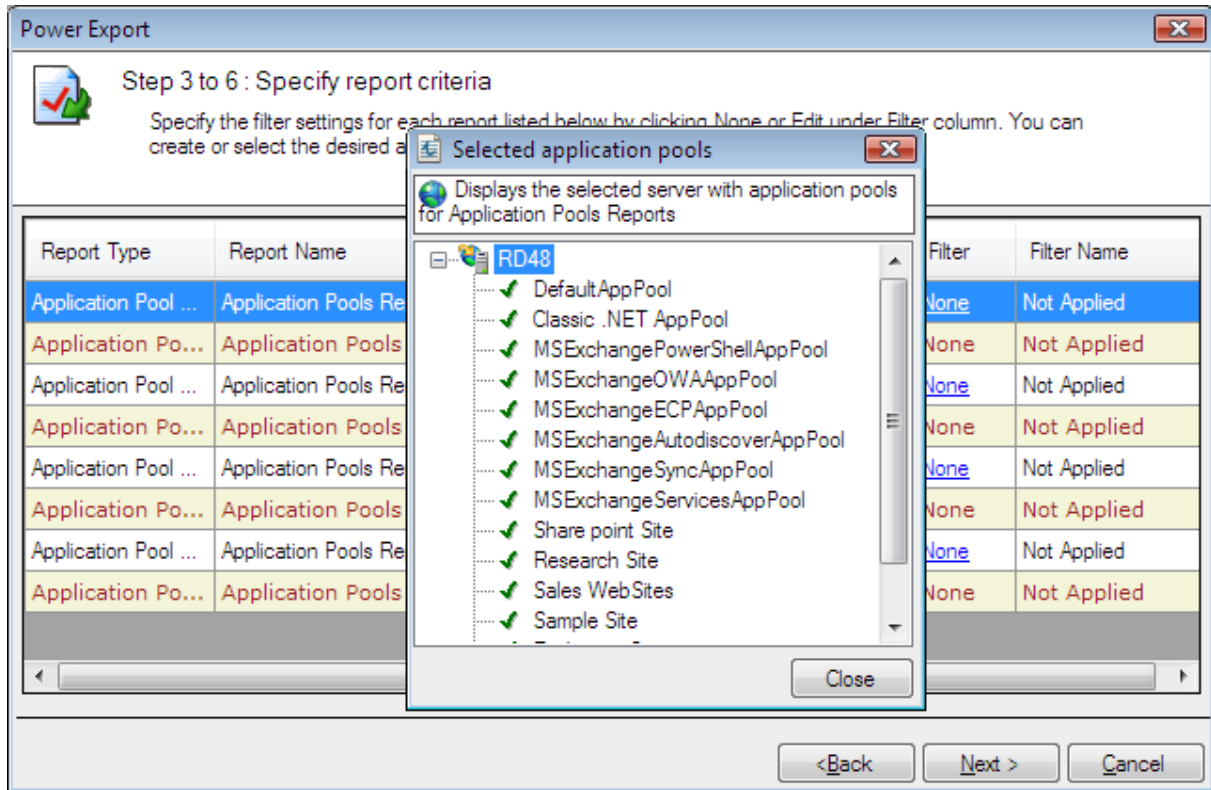 Power Export
Step 3 to 6 : Specify report criteria
Specify the filter settings for each report listed below by clicking None or Edit under Filter column. You can
create or select the desired a
Selected application pools
Displays the selected server with application pools
for Application Pools Reports
RD48
DefaultAppPool
Classic .NET AppPool
MSExchangePowerShellAppPool
MSExchangeOWAAppPool
MSExchangeECPAppPool
MSExchangeAutodiscoverAppPool
MSExchangeSyncAppPool
MSExchangeServicesAppPool
Share point Site
Research Site
Sales WebSites
Sample Site
Close
Report Type Report Name Filter Filter Name
Application Pool ... Application Pools Re None Not Applied
Application Po... Application Pools None Not Applied
Application Pool ... Application Pools Re None Not Applied
Application Po... Application Pools None Not Applied
Application Pool ... Application Pools Re None Not Applied
Application Po... Application Pools None Not Applied
Application Pool ... Application Pools Re None Not Applied
Application Po... Application Pools None Not Applied
<Back Next > Cancel